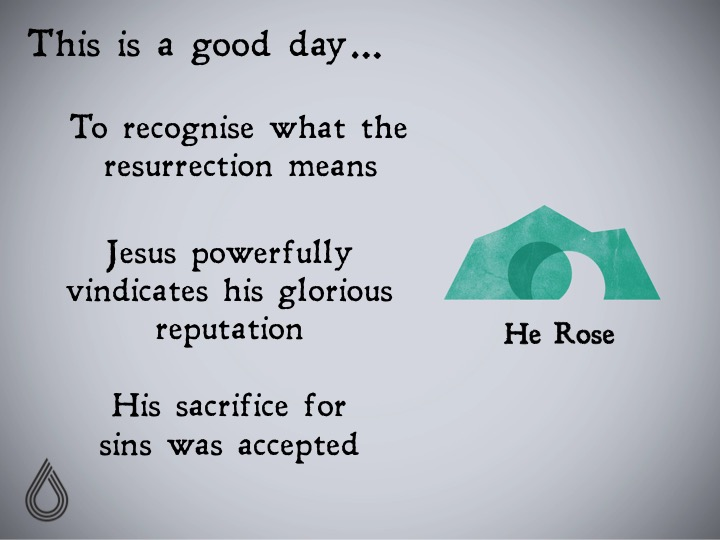 This is a good day...
To recognise what the
resurrection means
Jesus powerfully
vindicates his glorious
reputation
His sacrifice for
sins was accepted
He Rose